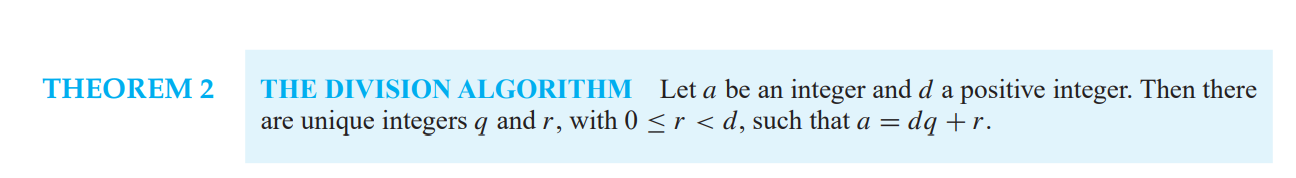 THEOREM 2 THE DIVISION ALGORITHM Let a be an integer and d a positive integer. Then there
are unique integers q and r, with 0 ≤ r < d, such that a = dq + r.